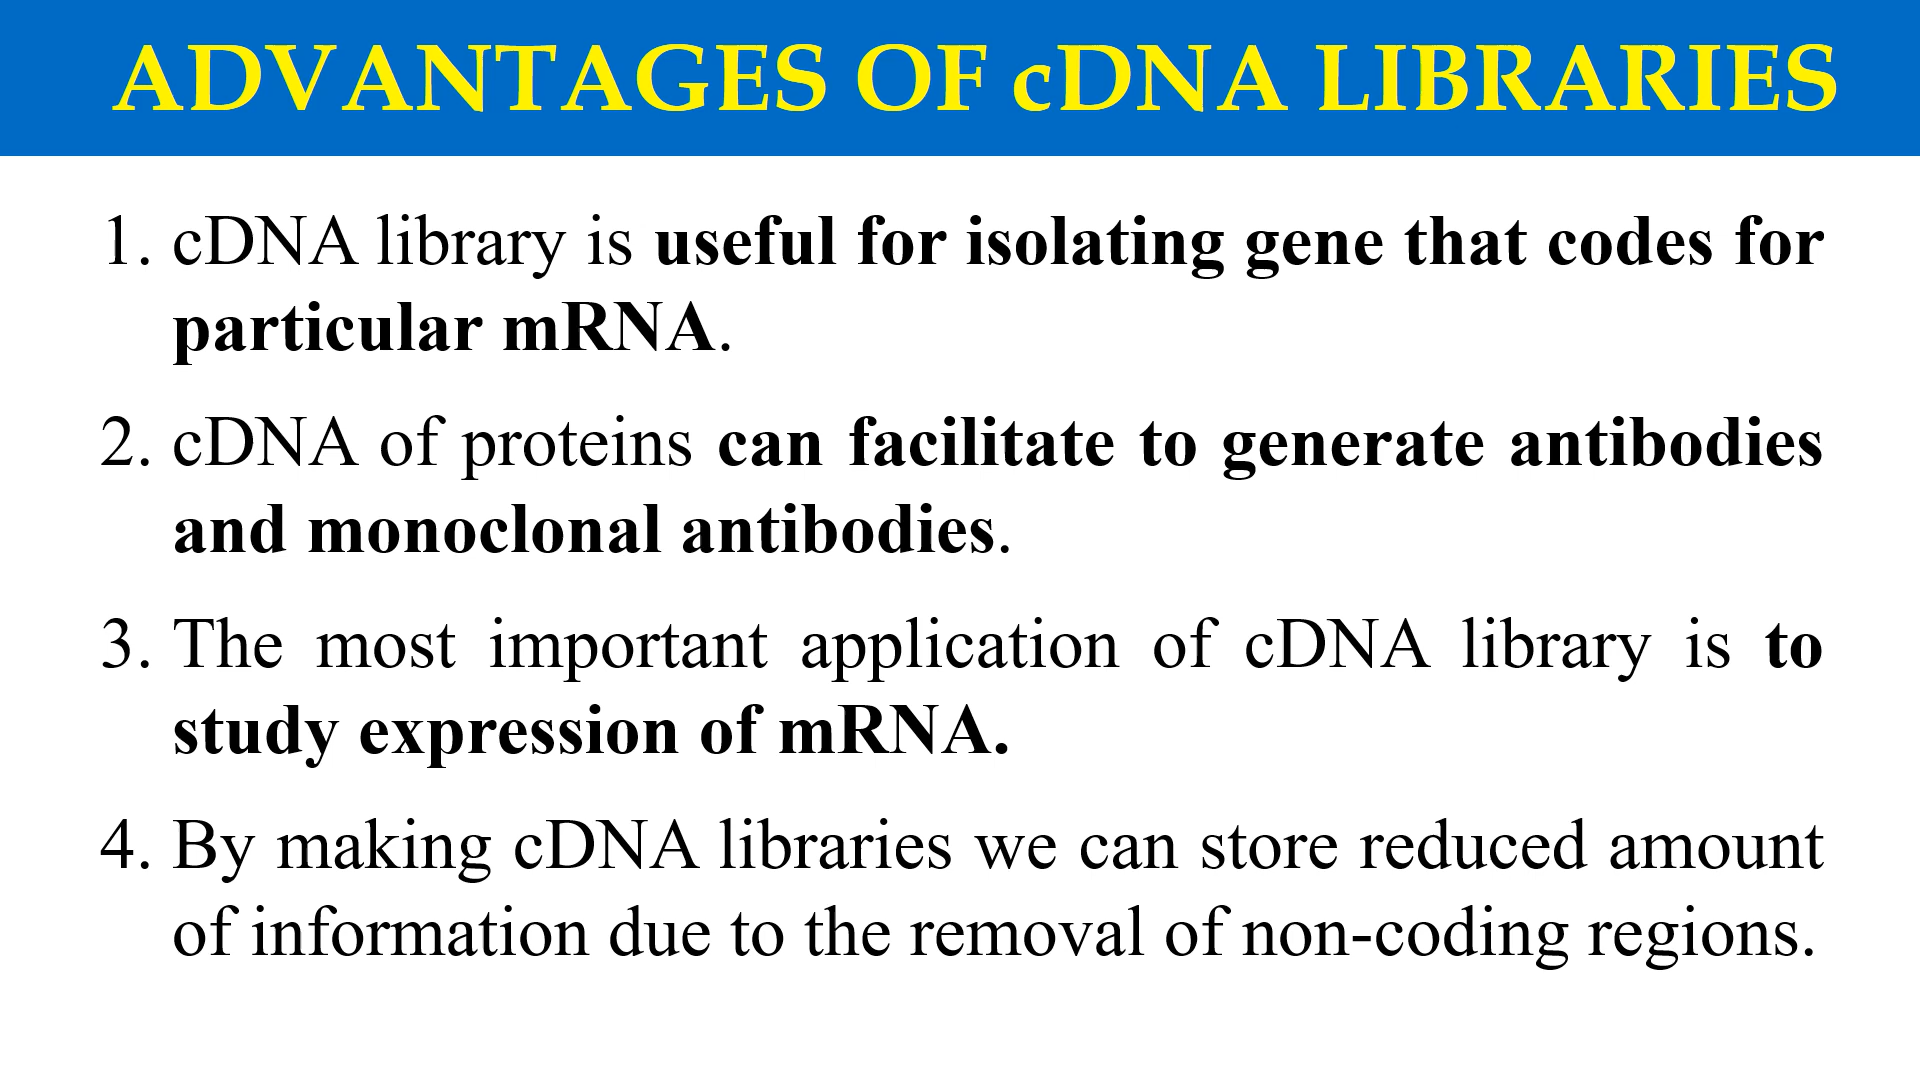 ADVANTAGES OF cDNA LIBRARIES
1. cDNA library is useful for isolating gene that codes for
particular mRNA.
2. cDNA of proteins can facilitate to generate antibodies
and monoclonal antibodies.
3. The most important application of cDNA library is to
study expression of mRNA.
4. By making cDNA libraries we can store reduced amount
of information due to the removal of non-coding regions.